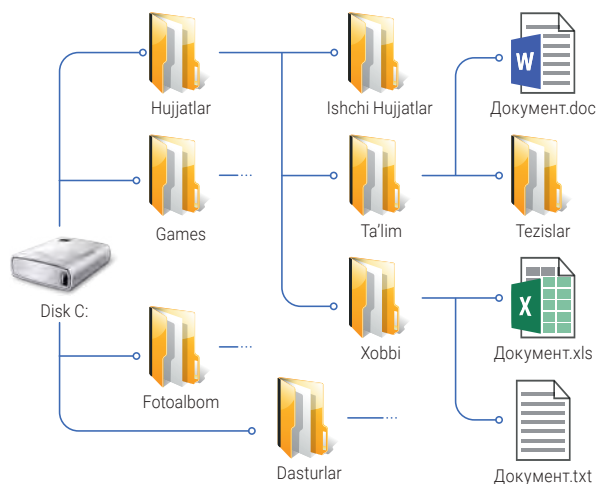 Hujjatlar
Ishchi Hujjatlar
W
Документ.doc
Games
Ta'lim
Tezislar
Disk C:
Xobbi
X
Документ.xls
Fotoalbom
Dasturlar
Документ.txt